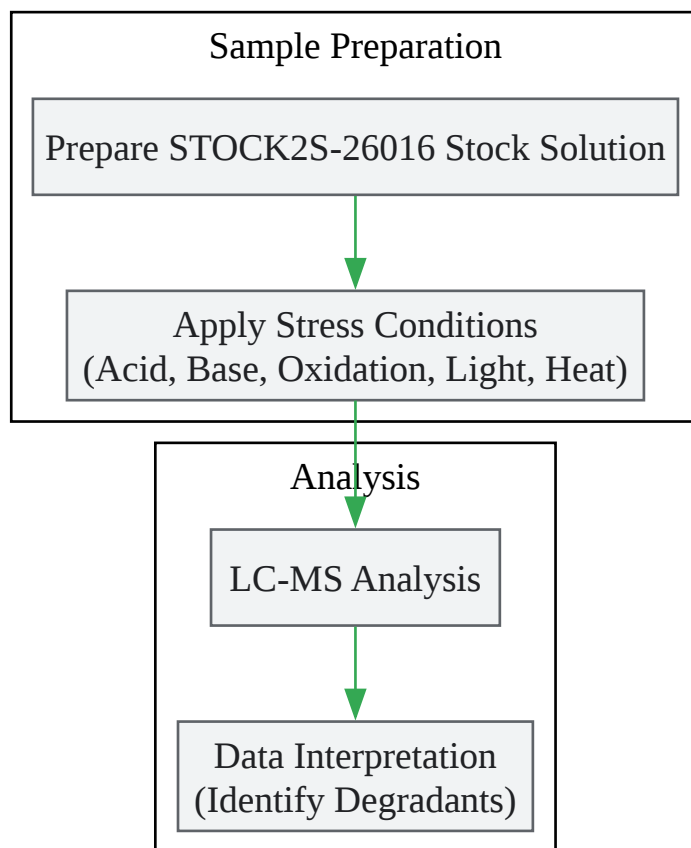 Sample Preparation
Prepare STOCK2S-26016 Stock Solution
Apply Stress Conditions
(Acid, Base, Oxidation, Light, Heat)
Analysis
LC-MS Analysis
Data Interpretation
(Identify Degradants)